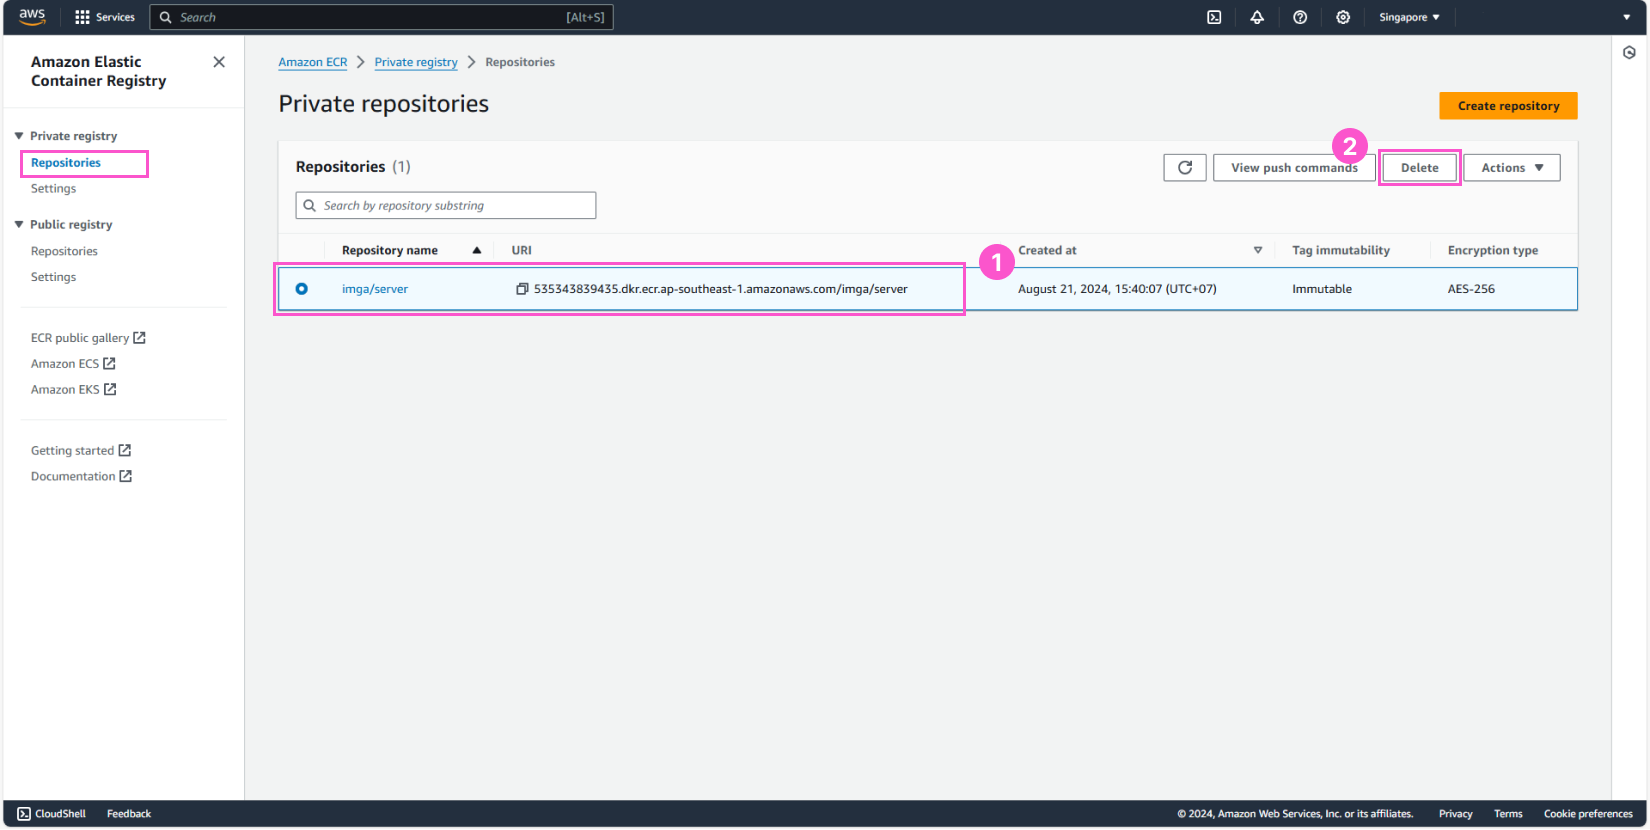 aws
Services
Search [Alt+S]
Singapore
Amazon Elastic
Container Registry
Private registry
Repositories
Settings
Public registry
Repositories
Settings
ECR public gallery
Amazon ECS
Amazon EKS
Getting started
Documentation
Amazon ECR Private registry Repositories
Private repositories
Create repository
Repositories (1)
View push commands
2
Delete
Actions
Search by repository substring
Repository name URI Created at Tag immutability Encryption type
1
imga/server 535343839435.dkr.ecr.ap-southeast-1.amazonaws.com/imga/server August 21, 2024, 15:40:07 (UTC+07) Immutable AES-256
CloudShell Feedback © 2024, Amazon Web Services, Inc. or its affiliates. Privacy Terms Cookie preferences